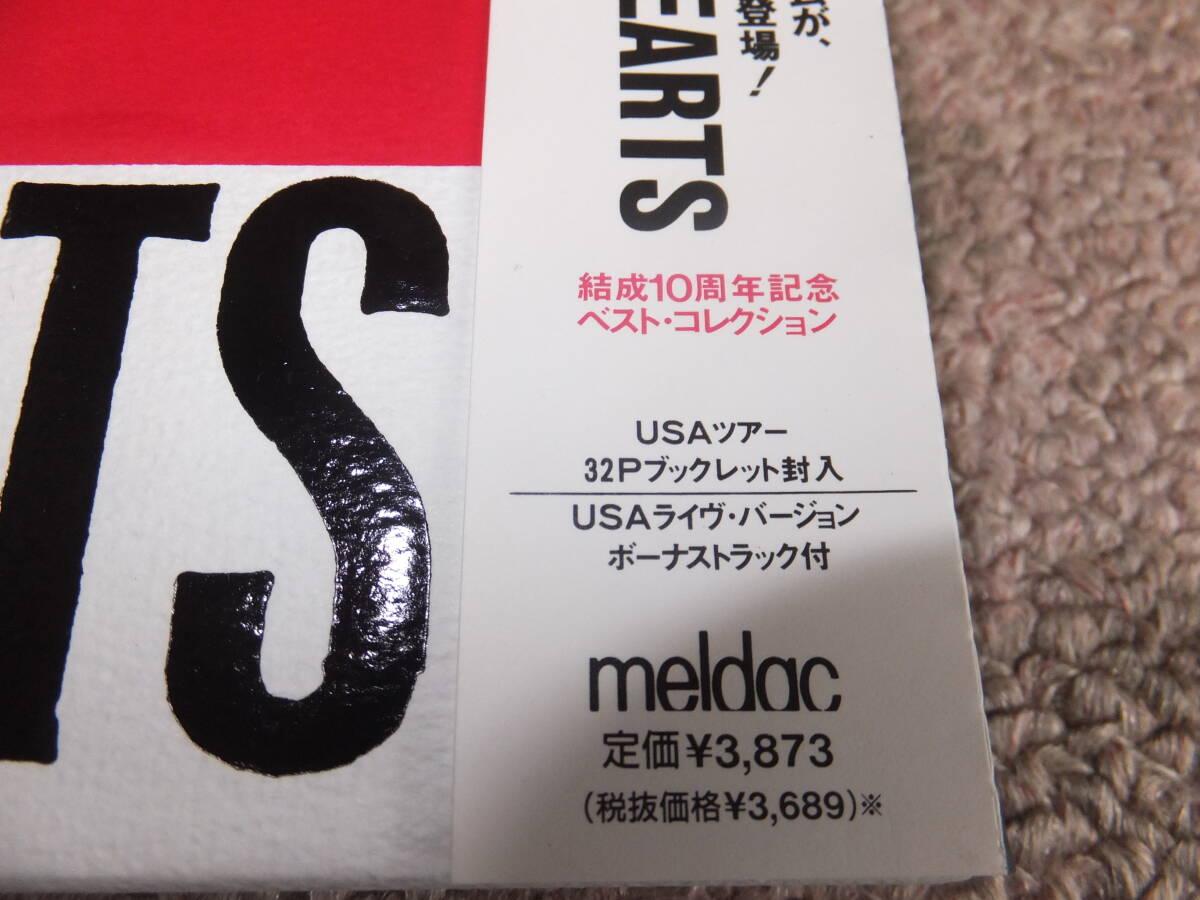 が、
登場!
EARTS
結成10周年記念
ベスト・コレクション
USAツアー
32Pブックレット封入
USAライヴ・バージョン
ボーナストラック付
meldac
定価¥3,873
(税抜価格¥3,689)※
TS